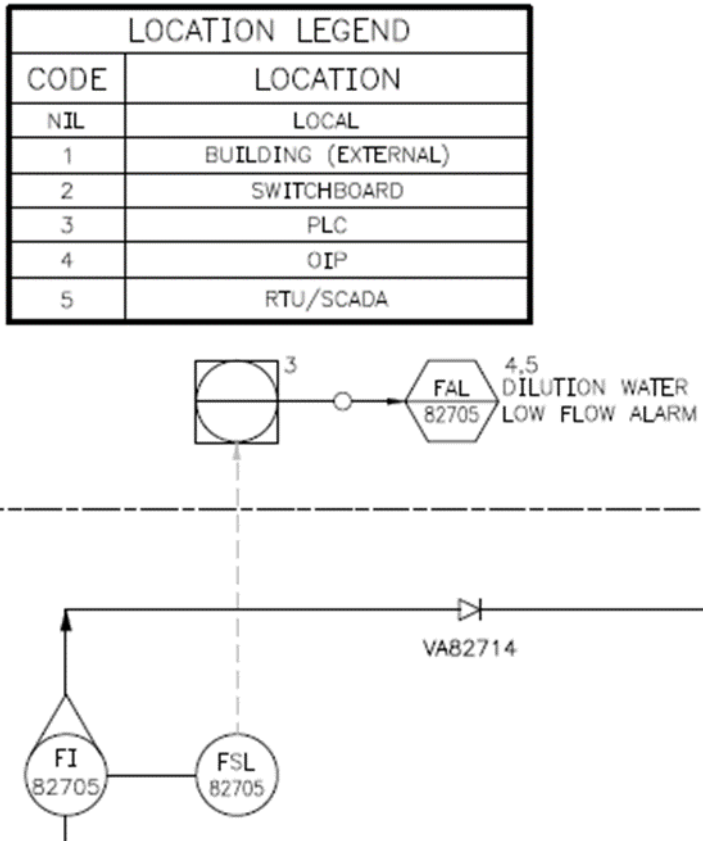 LOCATION LEGEND
CODE LOCATION
NIL LOCAL
1 BUILDING (EXTERNAL)
2 SWITCHBOARD
3 PLC
4 OIP
5 RTU/SCADA
3
4,5
FAL
82705
DILUTION WATER
LOW FLOW ALARM
VA82714
FI
82705
FSL
82705